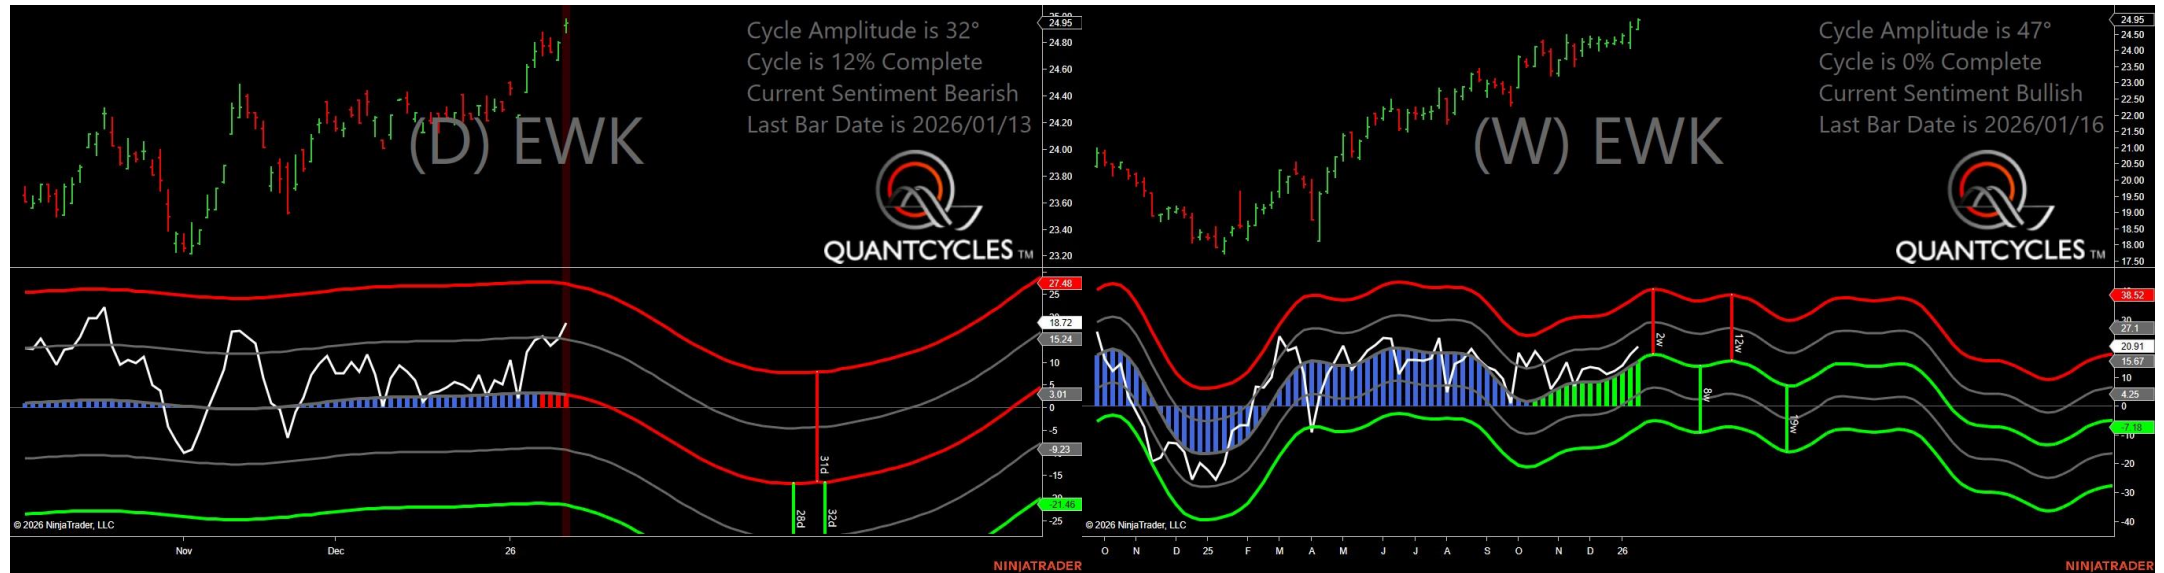 Cycle Amplitude is 32°
Cycle is 12% Complete
Current Sentiment Bearish
Last Bar Date is 2026/01/13
(D) EWK
QUANTCYCLES TM
24.95
24.80
24.60
24.40
24.20
24.00
23.80
23.60
23.40
23.20
27.48
25
18.72
15.24
10
5
3.01
0
-5
-9.23
-15
-21.46
-25
31d
28d
32d
© 2026 NinjaTrader, LLC
Nov Dec 26
NINJATRADER
Cycle Amplitude is 47°
Cycle is 0% Complete
Current Sentiment Bullish
Last Bar Date is 2026/01/16
(W) EWK
QUANTCYCLES TM
24.95
24.50
24.00
23.50
23.00
22.50
22.00
21.50
21.00
20.50
20.00
19.50
19.00
18.50
18.00
17.50
38.52
30
27.1
20.91
15.67
10
4.25
0
-7.18
-10
-20
-30
-40
2w
12w
8w
19w
© 2026 NinjaTrader, LLC
O N D 25 F M A M J J A S O N D 26
NINJATRADER